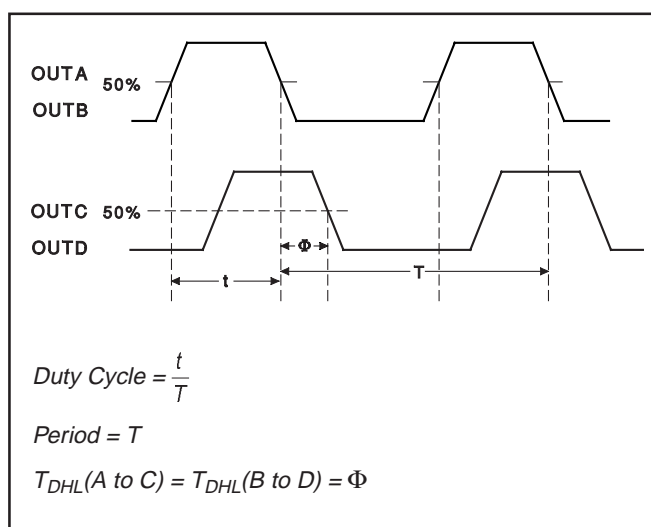 OUTA 50%
OUTB
OUTC 50%
OUTD
Φ
t
T
Duty Cycle = t/T
Period = T
T_DHL(A to C) = T_DHL(B to D) = Φ